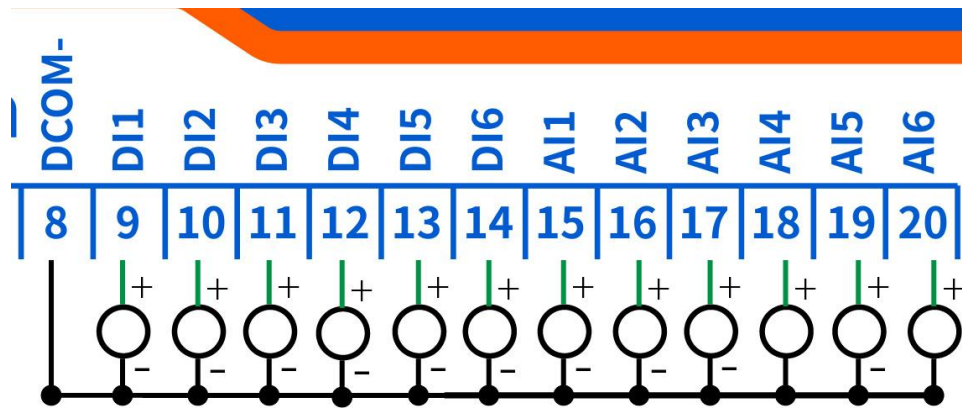 DCOM-
DI1
DI2
DI3
DI4
DI5
DI6
AI1
AI2
AI3
AI4
AI5
AI6
8 9 10 11 12 13 14 15 16 17 18 19 20
+ + + + + + + + + + + +
- - - - - - - - -